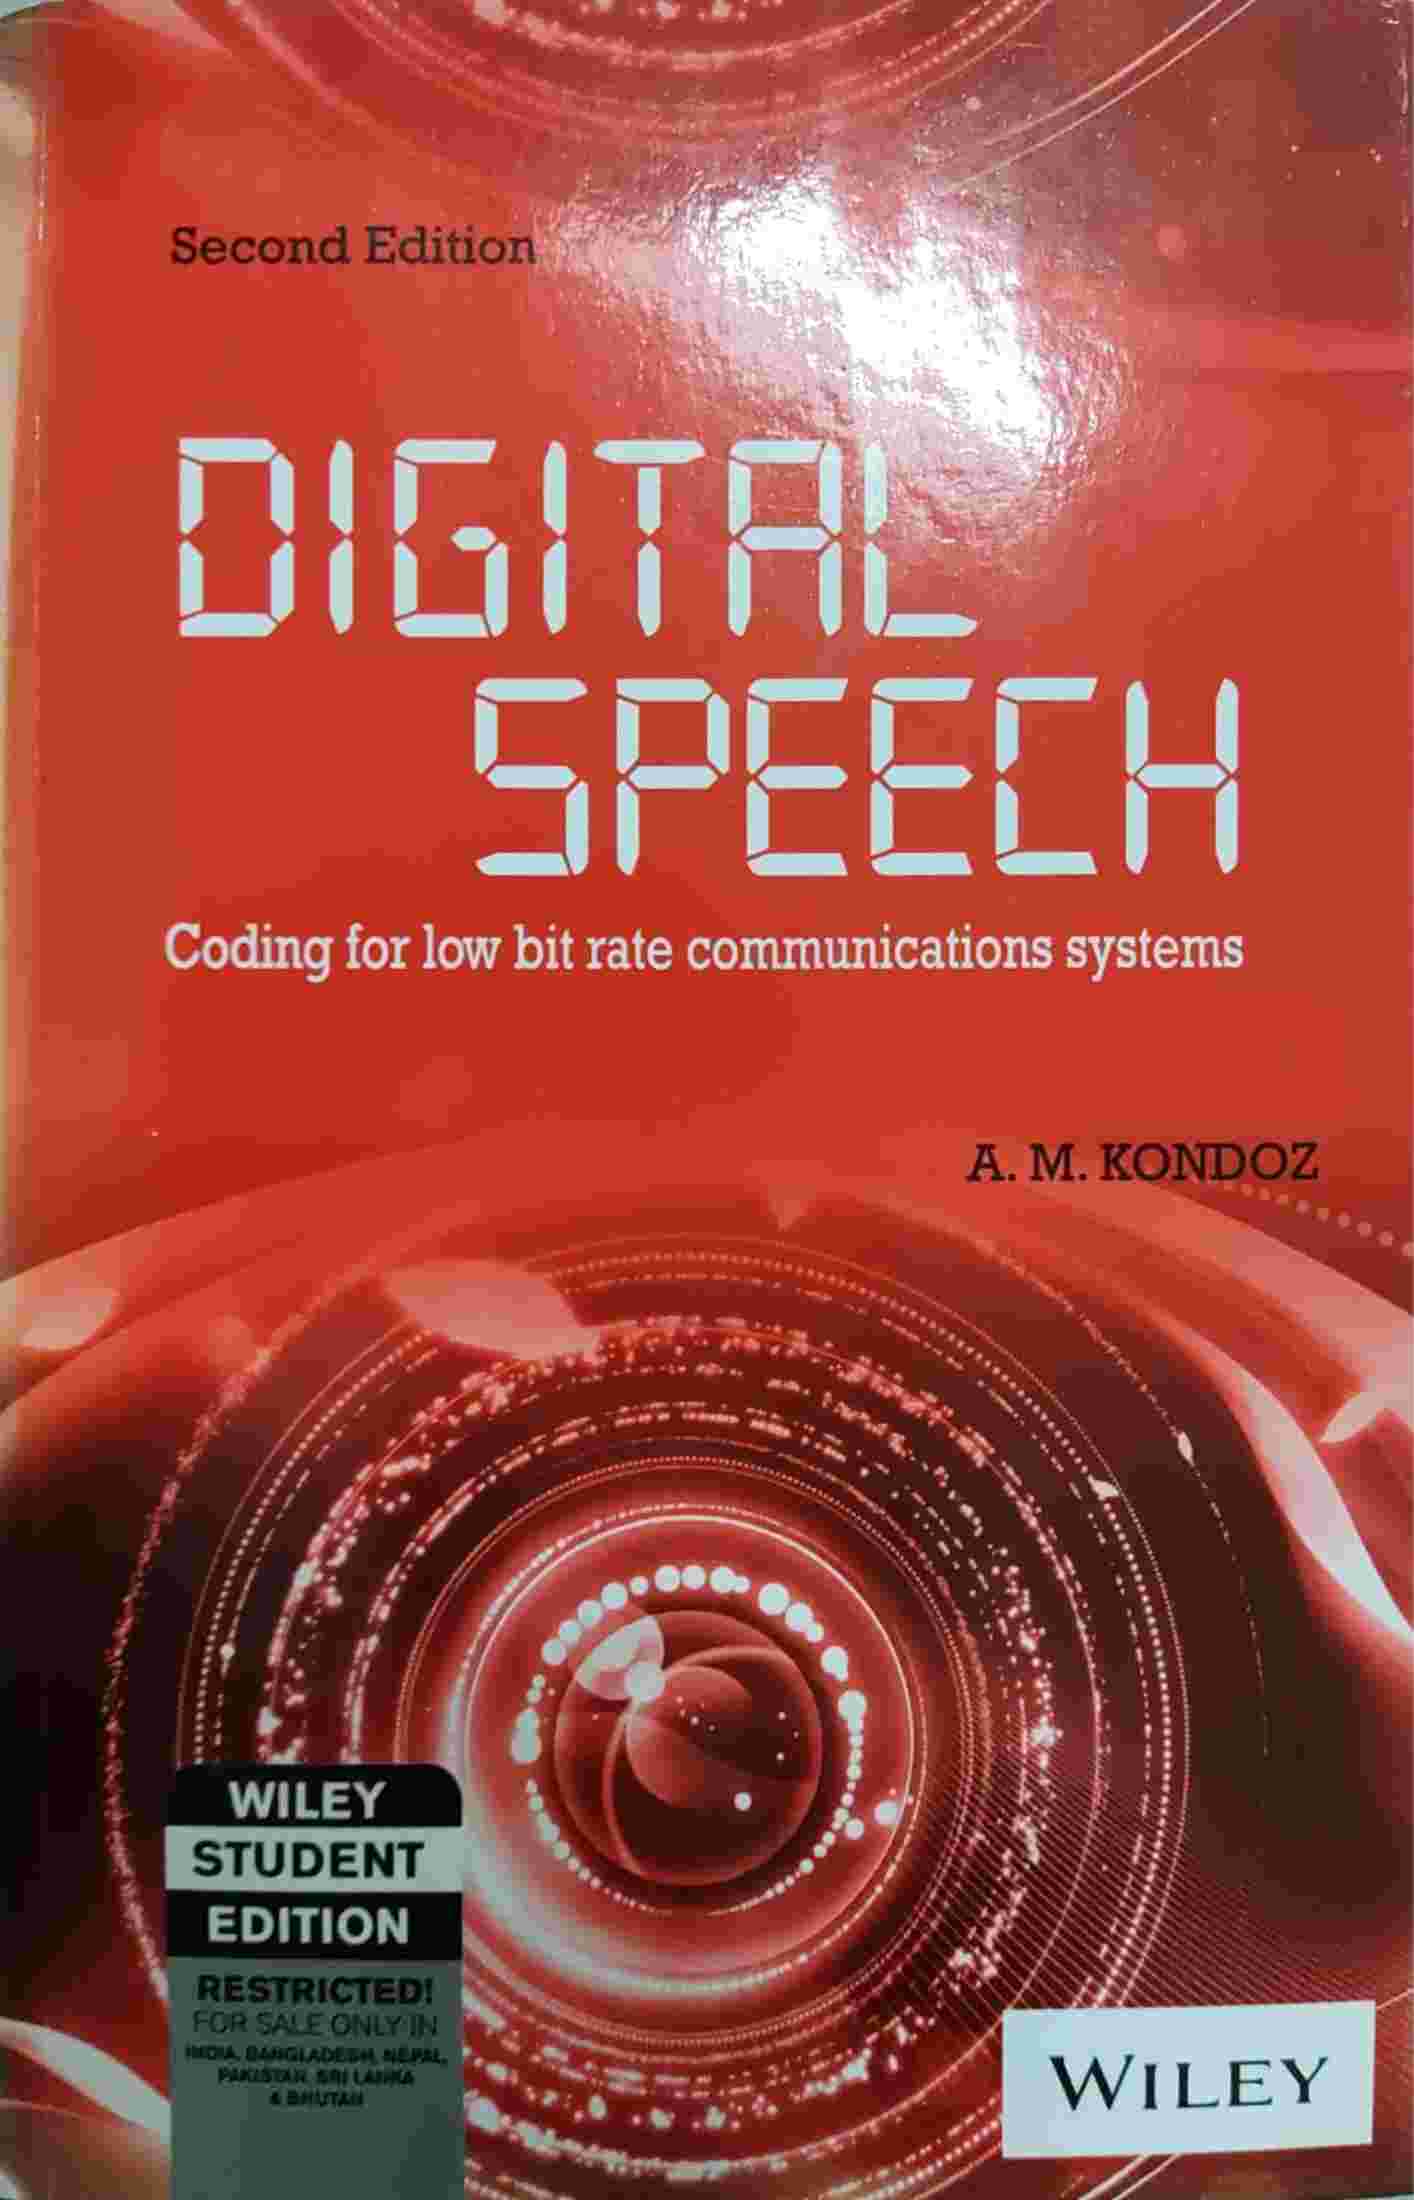 Second Edition
DIGITAL
SPEECH
Coding for low bit rate communications systems
A. M. KONDOZ
WILEY
STUDENT
EDITION
RESTRICTED!
FOR SALE ONLY IN
INDIA, BANGLADESH, NEPAL,
PAKISTAN, SRI LANKA
& BHUTAN
WILEY